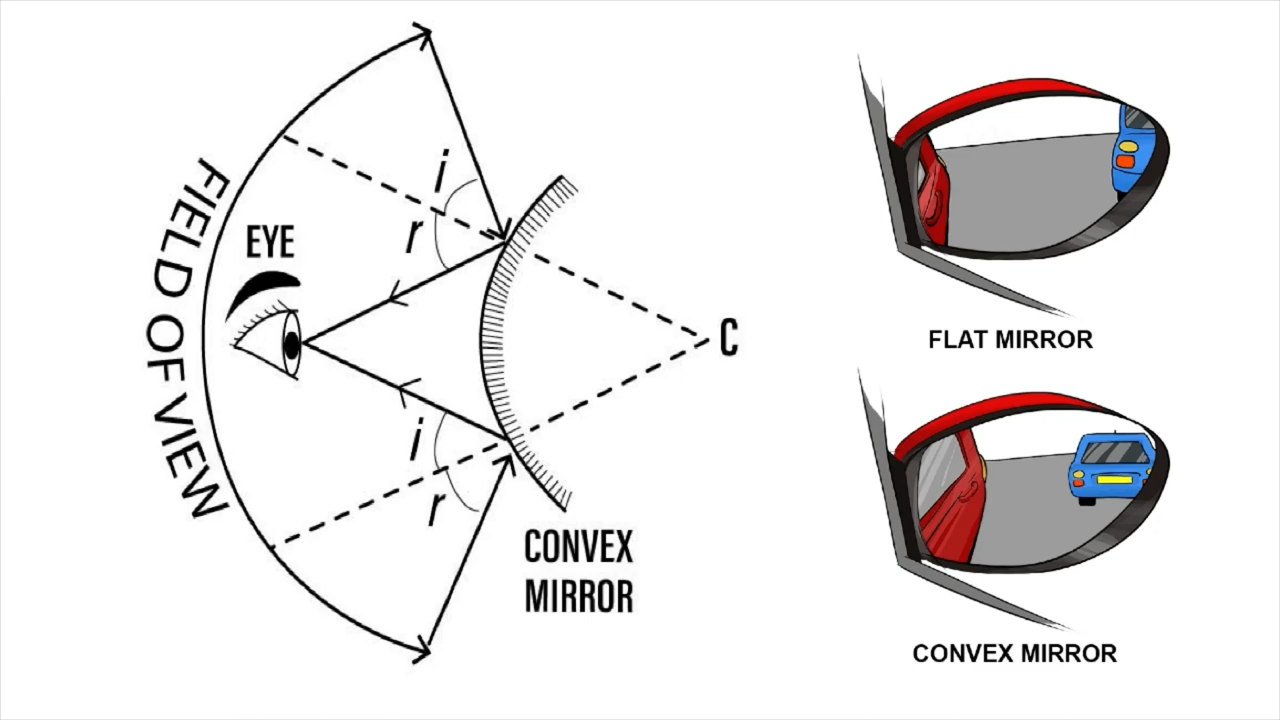 FIELD OF VIEW
EYE
i
r
C
i
r
CONVEX
MIRROR
FLAT MIRROR
CONVEX MIRROR